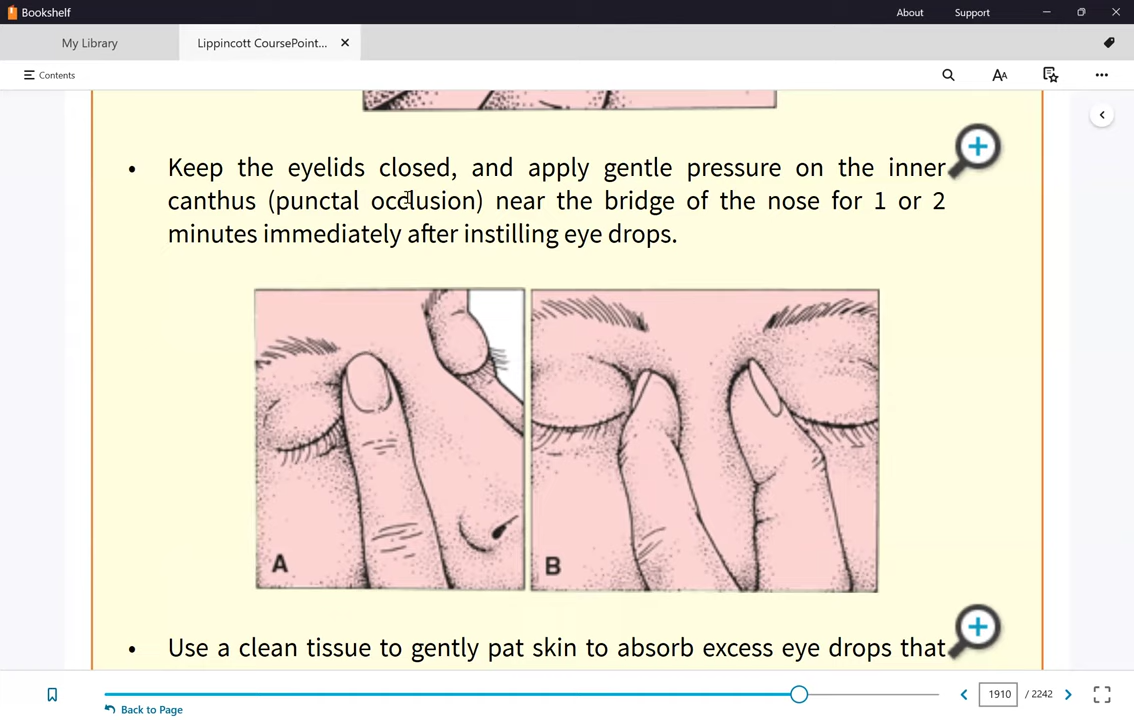 Bookshelf
About
Support
My Library
Lippincott CoursePoint...
Contents
AA
• Keep the eyelids closed, and apply gentle pressure on the inner
canthus (punctal occlusion) near the bridge of the nose for 1 or 2
minutes immediately after instilling eye drops.
A
B
• Use a clean tissue to gently pat skin to absorb excess eye drops that
1910 / 2242
Back to Page